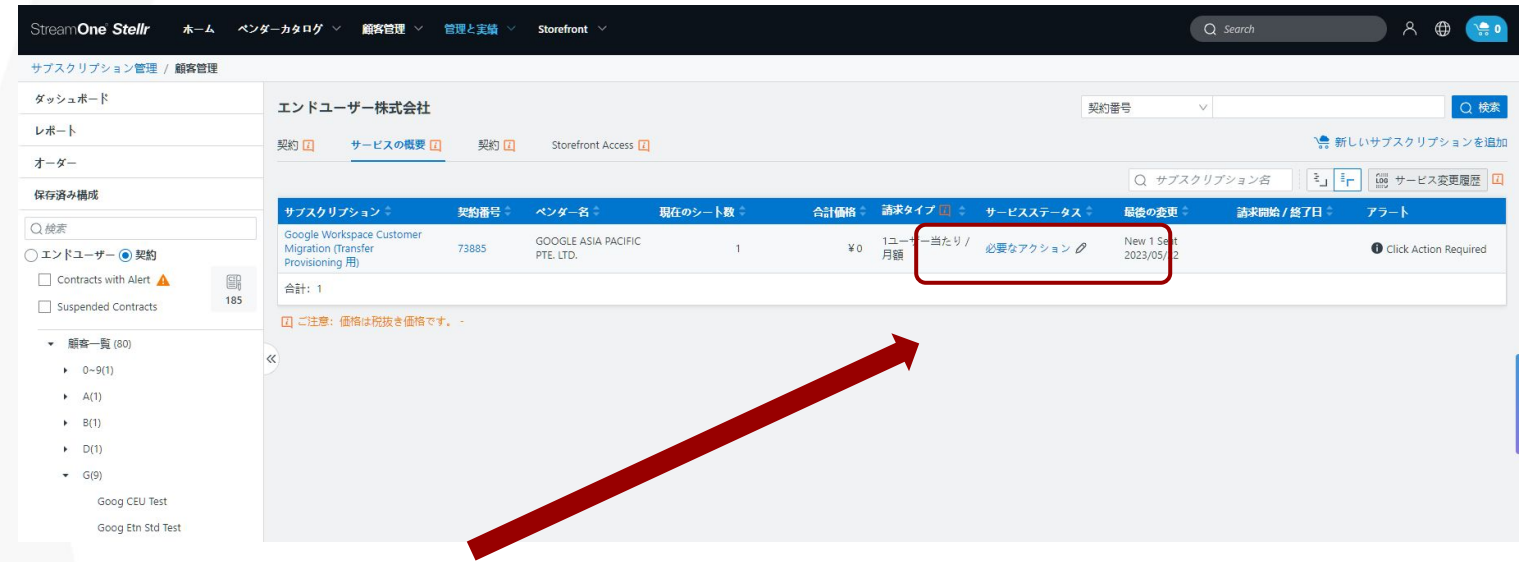 StreamOne Stellr ホーム ベンダーカタログ 顧客管理 管理と実績 Storefront Search 0
サブスクリプション管理 / 顧客管理
ダッシュボード
レポート
オーダー
保存済み構成
検索
エンドユーザー 契約
Contracts with Alert
Suspended Contracts
185
顧客一覧 (80)
0~9(1)
A(1)
B(1)
D(1)
G(9)
Goog CEU Test
Goog Etn Std Test
エンドユーザー株式会社
契約番号 検索
契約 サービスの概要 契約 Storefront Access
新しいサブスクリプションを追加
サブスクリプション名 LOG サービス変更履歴
サブスクリプション 契約番号 ベンダー名 現在のシート数 合計価格 請求タイプ サービスステータス 最後の変更 請求開始 / 終了日 アラート
Google Workspace Customer
Migration (Transfer
Provisioning 用)
73885
GOOGLE ASIA PACIFIC
PTE. LTD.
1
¥0
1ユーザー当たり /
月額
必要なアクション
New 1 Seat
2023/05/22
Click Action Required
合計: 1
ご注意: 価格は税抜き価格です。 -